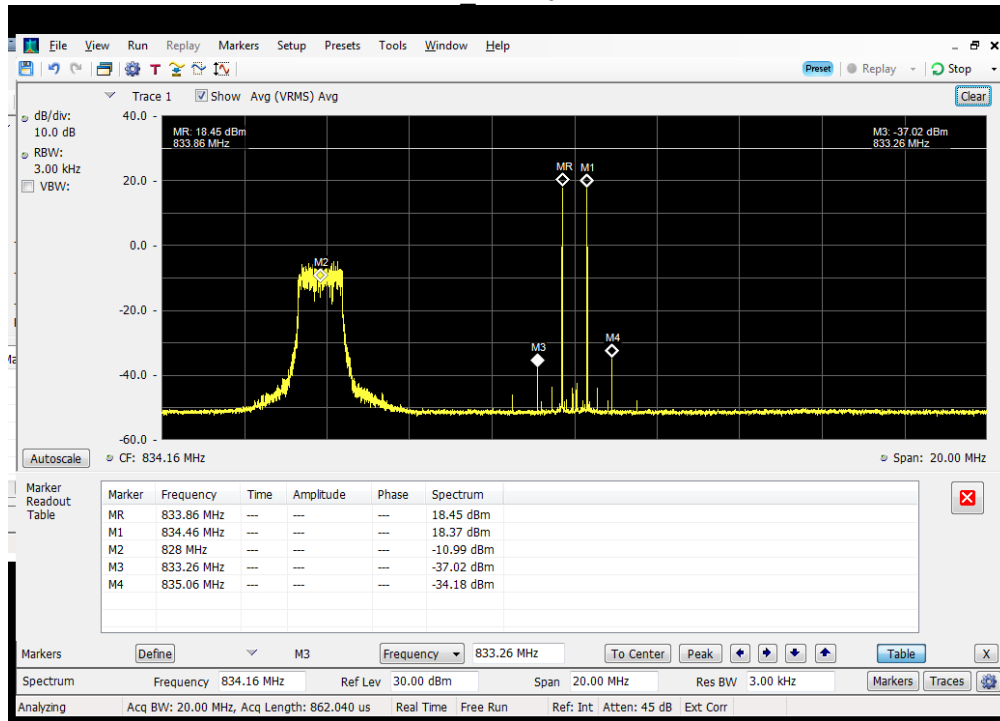 File View Run Replay Markers Setup Presets Tools Window Help
T Preset Replay Stop
Trace 1 Show Avg (VRMS) Avg Clear
dB/div:
10.0 dB
RBW:
3.00 kHz
VBW:
40.0
20.0
0.0
-20.0
-40.0
-60.0
MR: 18.45 dBm
833.86 MHz
M3: -37.02 dBm
833.26 MHz
MR M1
M2
M3
M4
Autoscale CF: 834.16 MHz Span: 20.00 MHz
Marker
Readout
Table
Marker Frequency Time Amplitude Phase Spectrum
MR 833.86 MHz --- --- --- 18.45 dBm
M1 834.46 MHz --- --- --- 18.37 dBm
M2 828 MHz --- --- --- -10.99 dBm
M3 833.26 MHz --- --- --- -37.02 dBm
M4 835.06 MHz --- --- --- -34.18 dBm
Markers Define M3 Frequency 833.26 MHz To Center Peak Table X
Spectrum Frequency 834.16 MHz Ref Lev 30.00 dBm Span 20.00 MHz Res BW 3.00 kHz Markers Traces
Analyzing Acq BW: 20.00 MHz, Acq Length: 862.040 us Real Time Free Run Ref: Int Atten: 45 dB Ext Corr